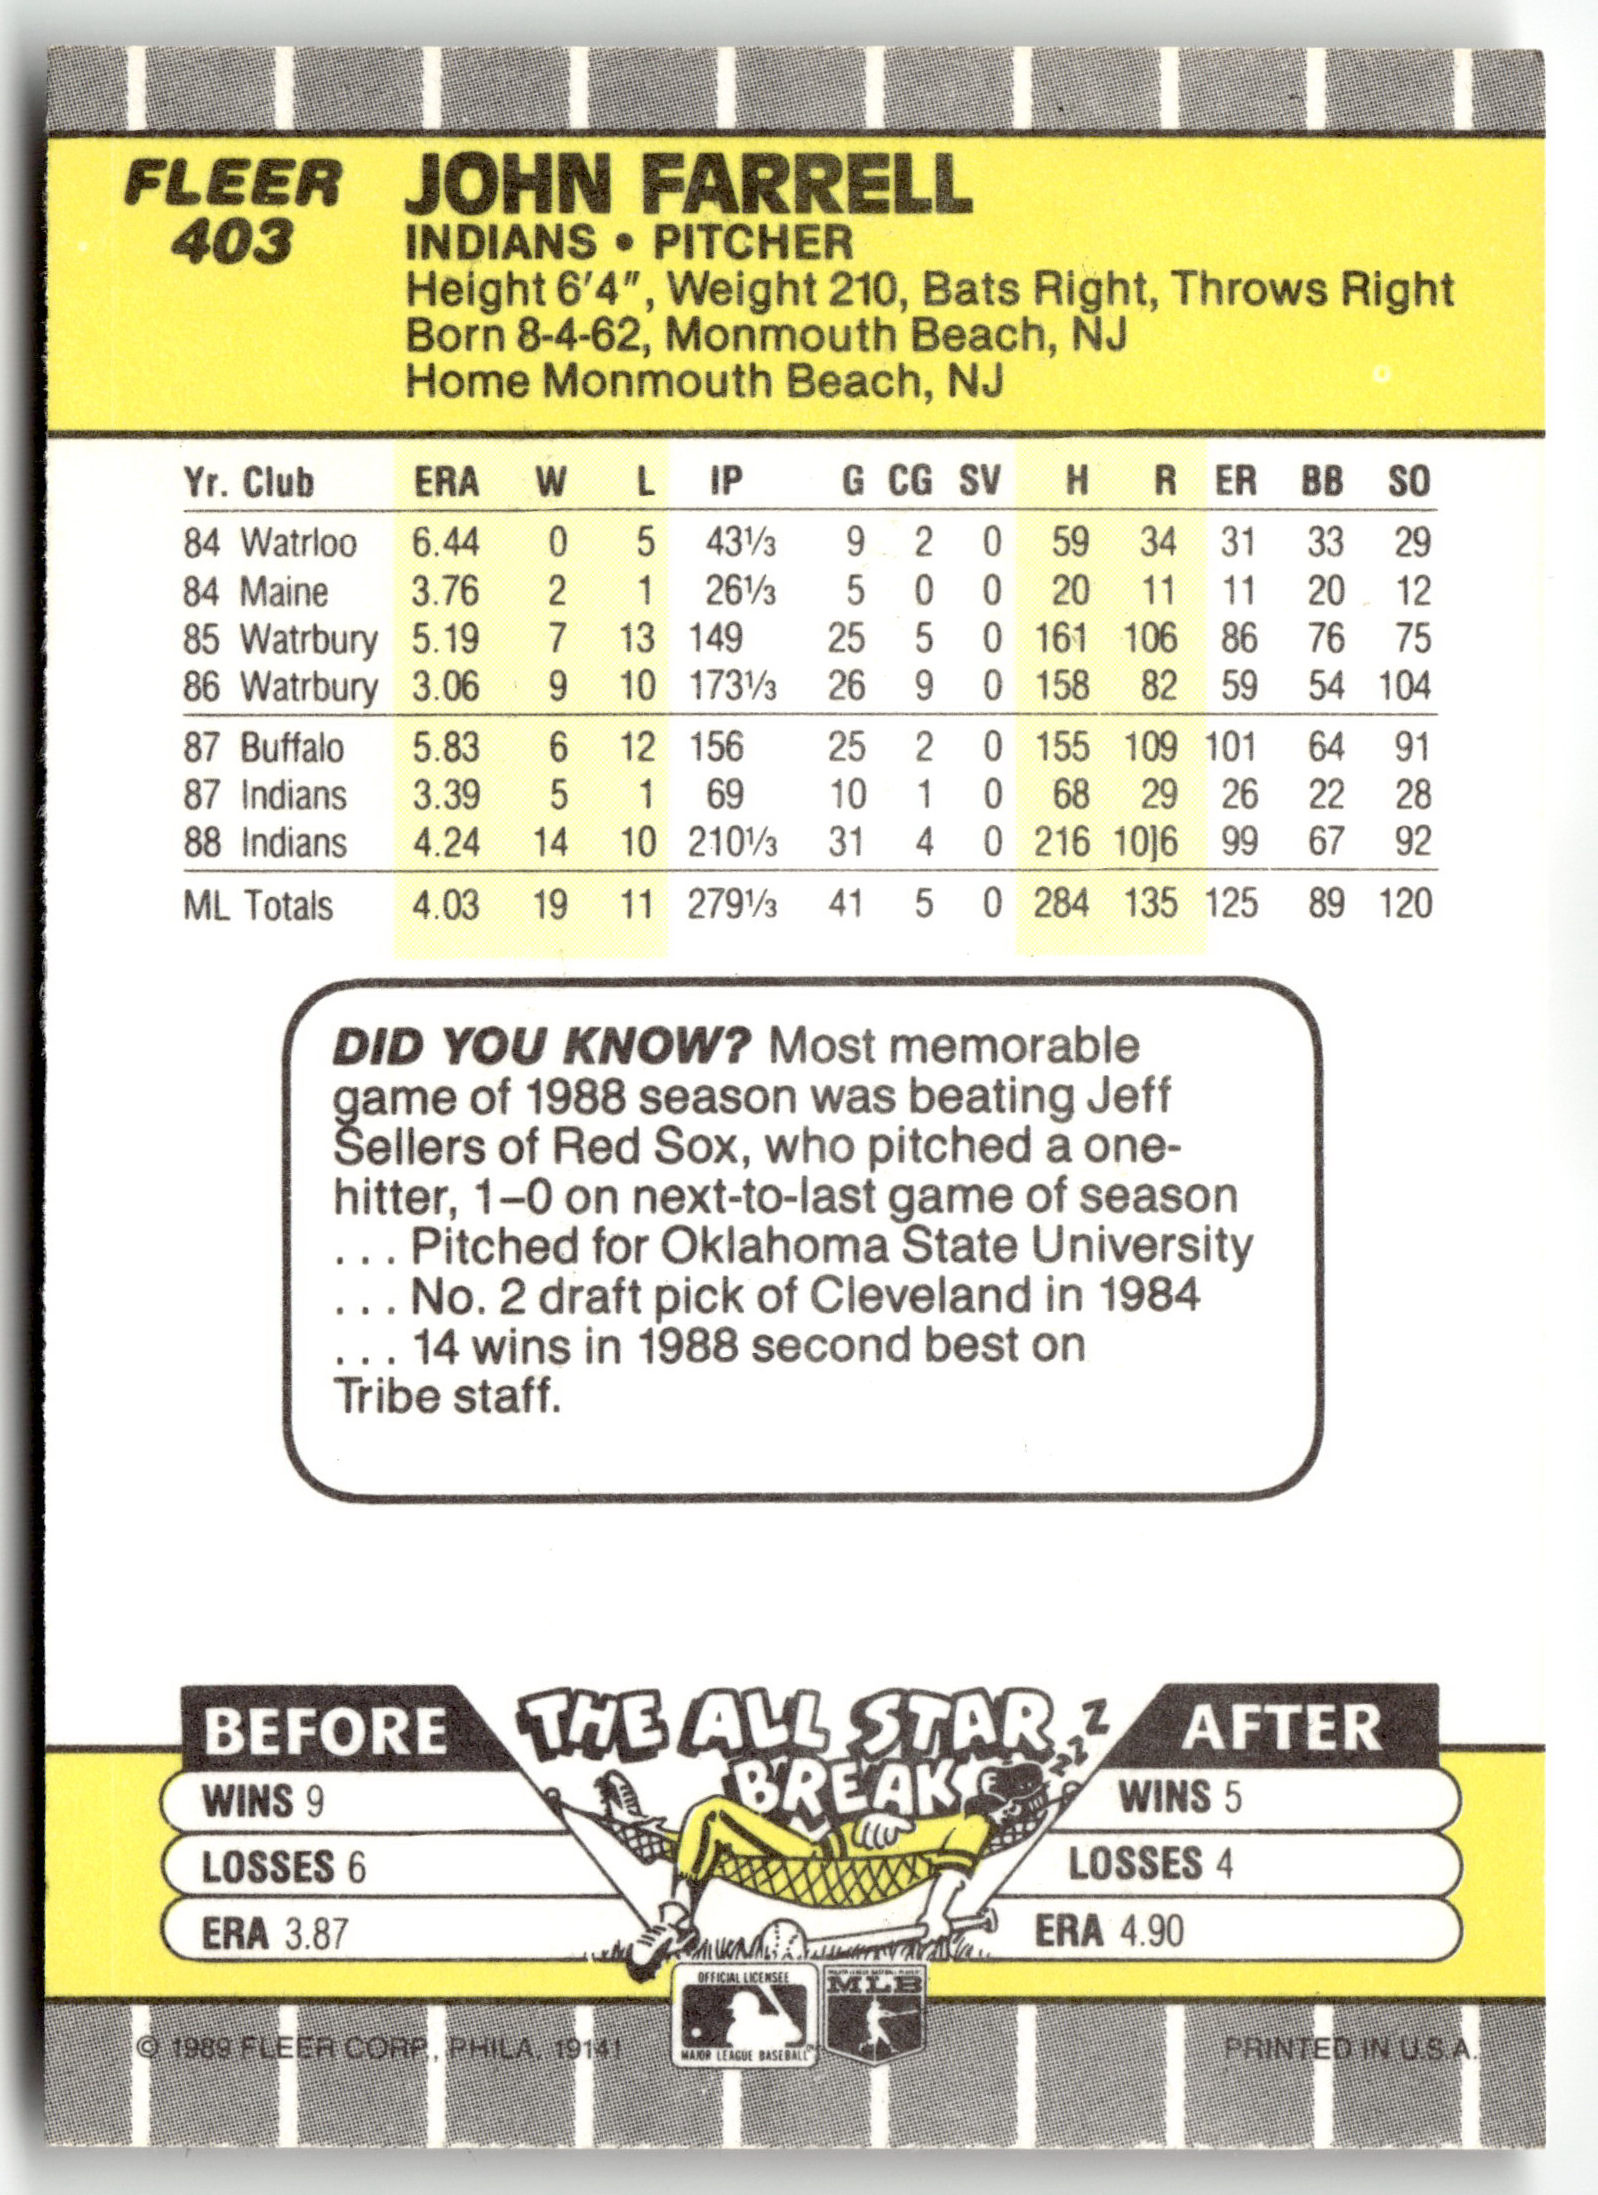 FLEER
403
JOHN FARRELL
INDIANS • PITCHER
Height 6'4", Weight 210, Bats Right, Throws Right
Born 8-4-62, Monmouth Beach, NJ
Home Monmouth Beach, NJ
Yr. Club ERA W L IP G CG SV H R ER BB SO
84 Watrloo 6.44 0 5 43⅓ 9 2 0 59 34 31 33 29
84 Maine 3.76 2 1 26⅓ 5 0 0 20 11 11 20 12
85 Watrbury 5.19 7 13 149 25 5 0 161 106 86 76 75
86 Watrbury 3.06 9 10 173⅓ 26 9 0 158 82 59 54 104
87 Buffalo 5.83 6 12 156 25 2 0 155 109 101 64 91
87 Indians 3.39 5 1 69 10 1 0 68 29 26 22 28
88 Indians 4.24 14 10 210⅓ 31 4 0 216 10]6 99 67 92
ML Totals 4.03 19 11 279⅓ 41 5 0 284 135 125 89 120
DID YOU KNOW? Most memorable
game of 1988 season was beating Jeff
Sellers of Red Sox, who pitched a one-
hitter, 1–0 on next-to-last game of season
... Pitched for Oklahoma State University
... No. 2 draft pick of Cleveland in 1984
... 14 wins in 1988 second best on
Tribe staff.
BEFORE
THE ALL STAR
BREAK
Z Z Z Z
AFTER
WINS 9
WINS 5
LOSSES 6
LOSSES 4
ERA 3.87
ERA 4.90
OFFICIAL LICENSEE
MAJOR LEAGUE BASEBALL
MLB
© 1989 FLEER CORP., PHILA. 19141
PRINTED IN U.S.A.